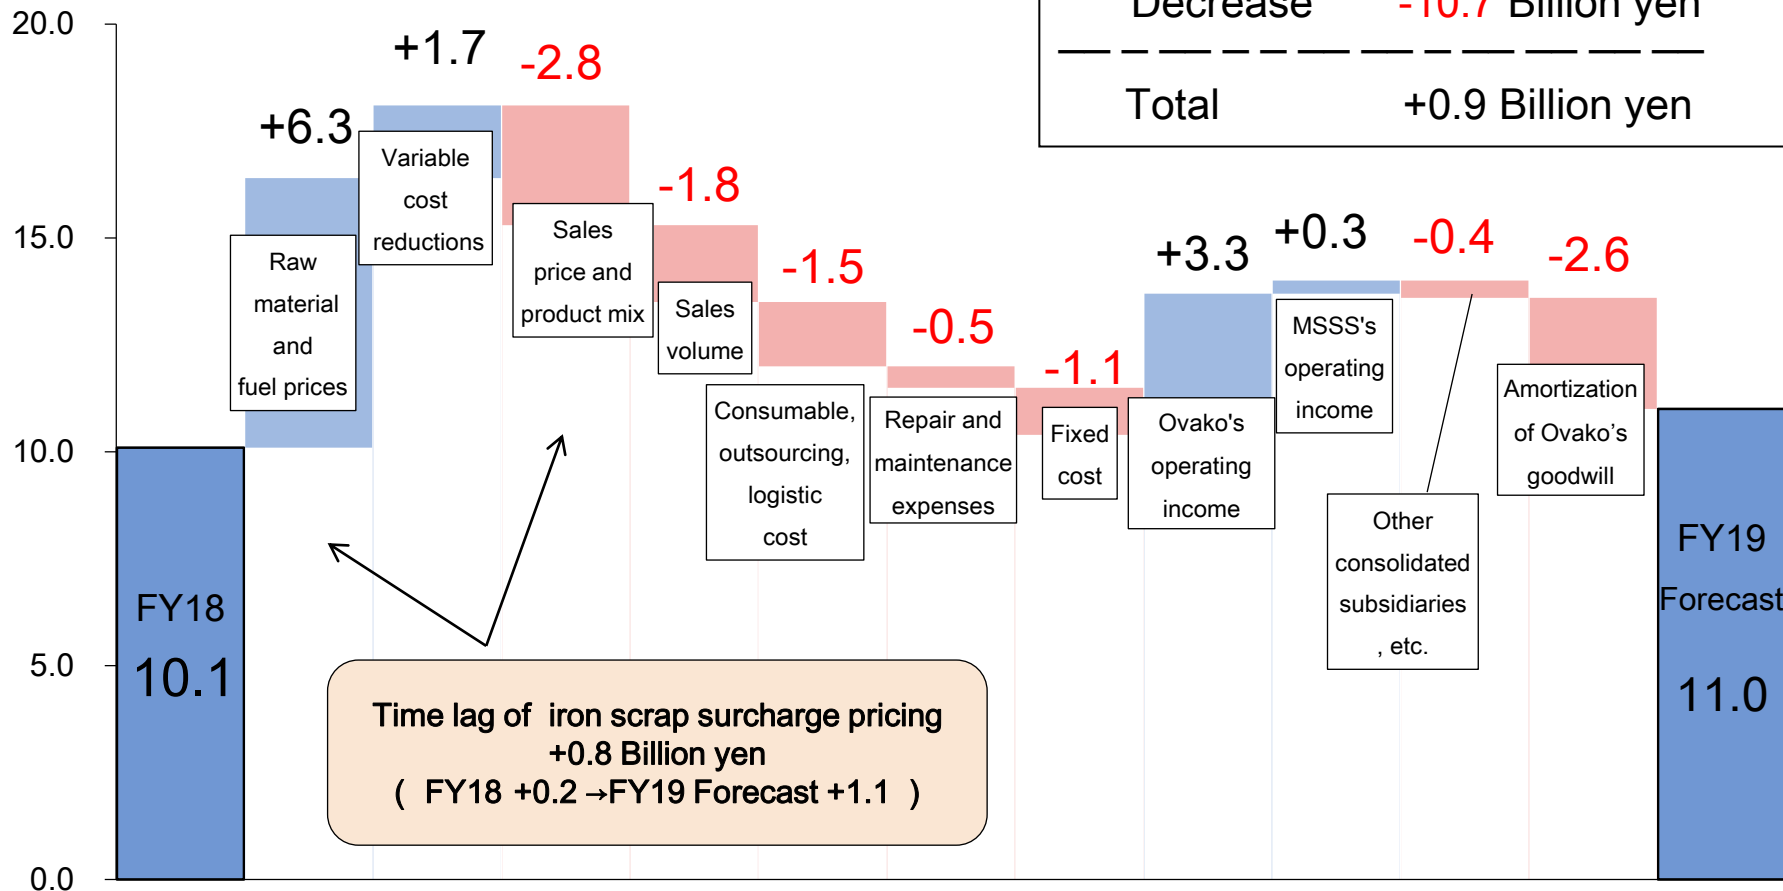 Decrease -10.7 Billion yen
Total +0.9 Billion yen
20.0
15.0
10.0
5.0
0.0
FY18
10.1
+6.3
Raw
material
and
fuel prices
+1.7
Variable
cost
reductions
-2.8
Sales
price and
product mix
-1.8
Sales
volume
-1.5
Consumable,
outsourcing,
logistic
cost
-0.5
Repair and
maintenance
expenses
-1.1
Fixed
cost
+3.3
Ovako's
operating
income
+0.3
MSSS's
operating
income
-0.4
Other
consolidated
subsidiaries
, etc.
-2.6
Amortization
of Ovako’s
goodwill
FY19
Forecast
11.0
Time lag of iron scrap surcharge pricing
+0.8 Billion yen
( FY18 +0.2 →FY19 Forecast +1.1 )